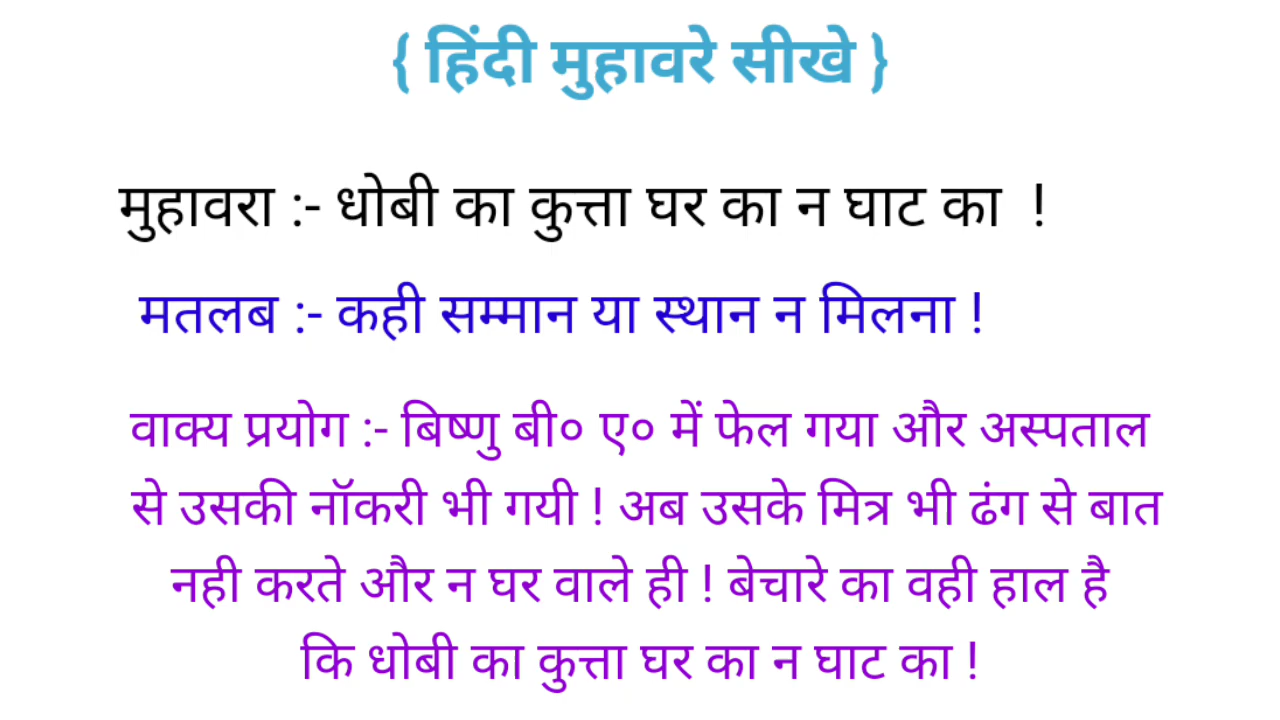 { हिंदी मुहावरे सीखे }
मुहावरा :- धोबी का कुत्ता घर का न घाट का !
मतलब :- कही सम्मान या स्थान न मिलना !
वाक्य प्रयोग :- बिष्णु बी० ए० में फेल गया और अस्पताल
से उसकी नॉकरी भी गयी ! अब उसके मित्र भी ढंग से बात
नही करते और न घर वाले ही ! बेचारे का वही हाल है
कि धोबी का कुत्ता घर का न घाट का !